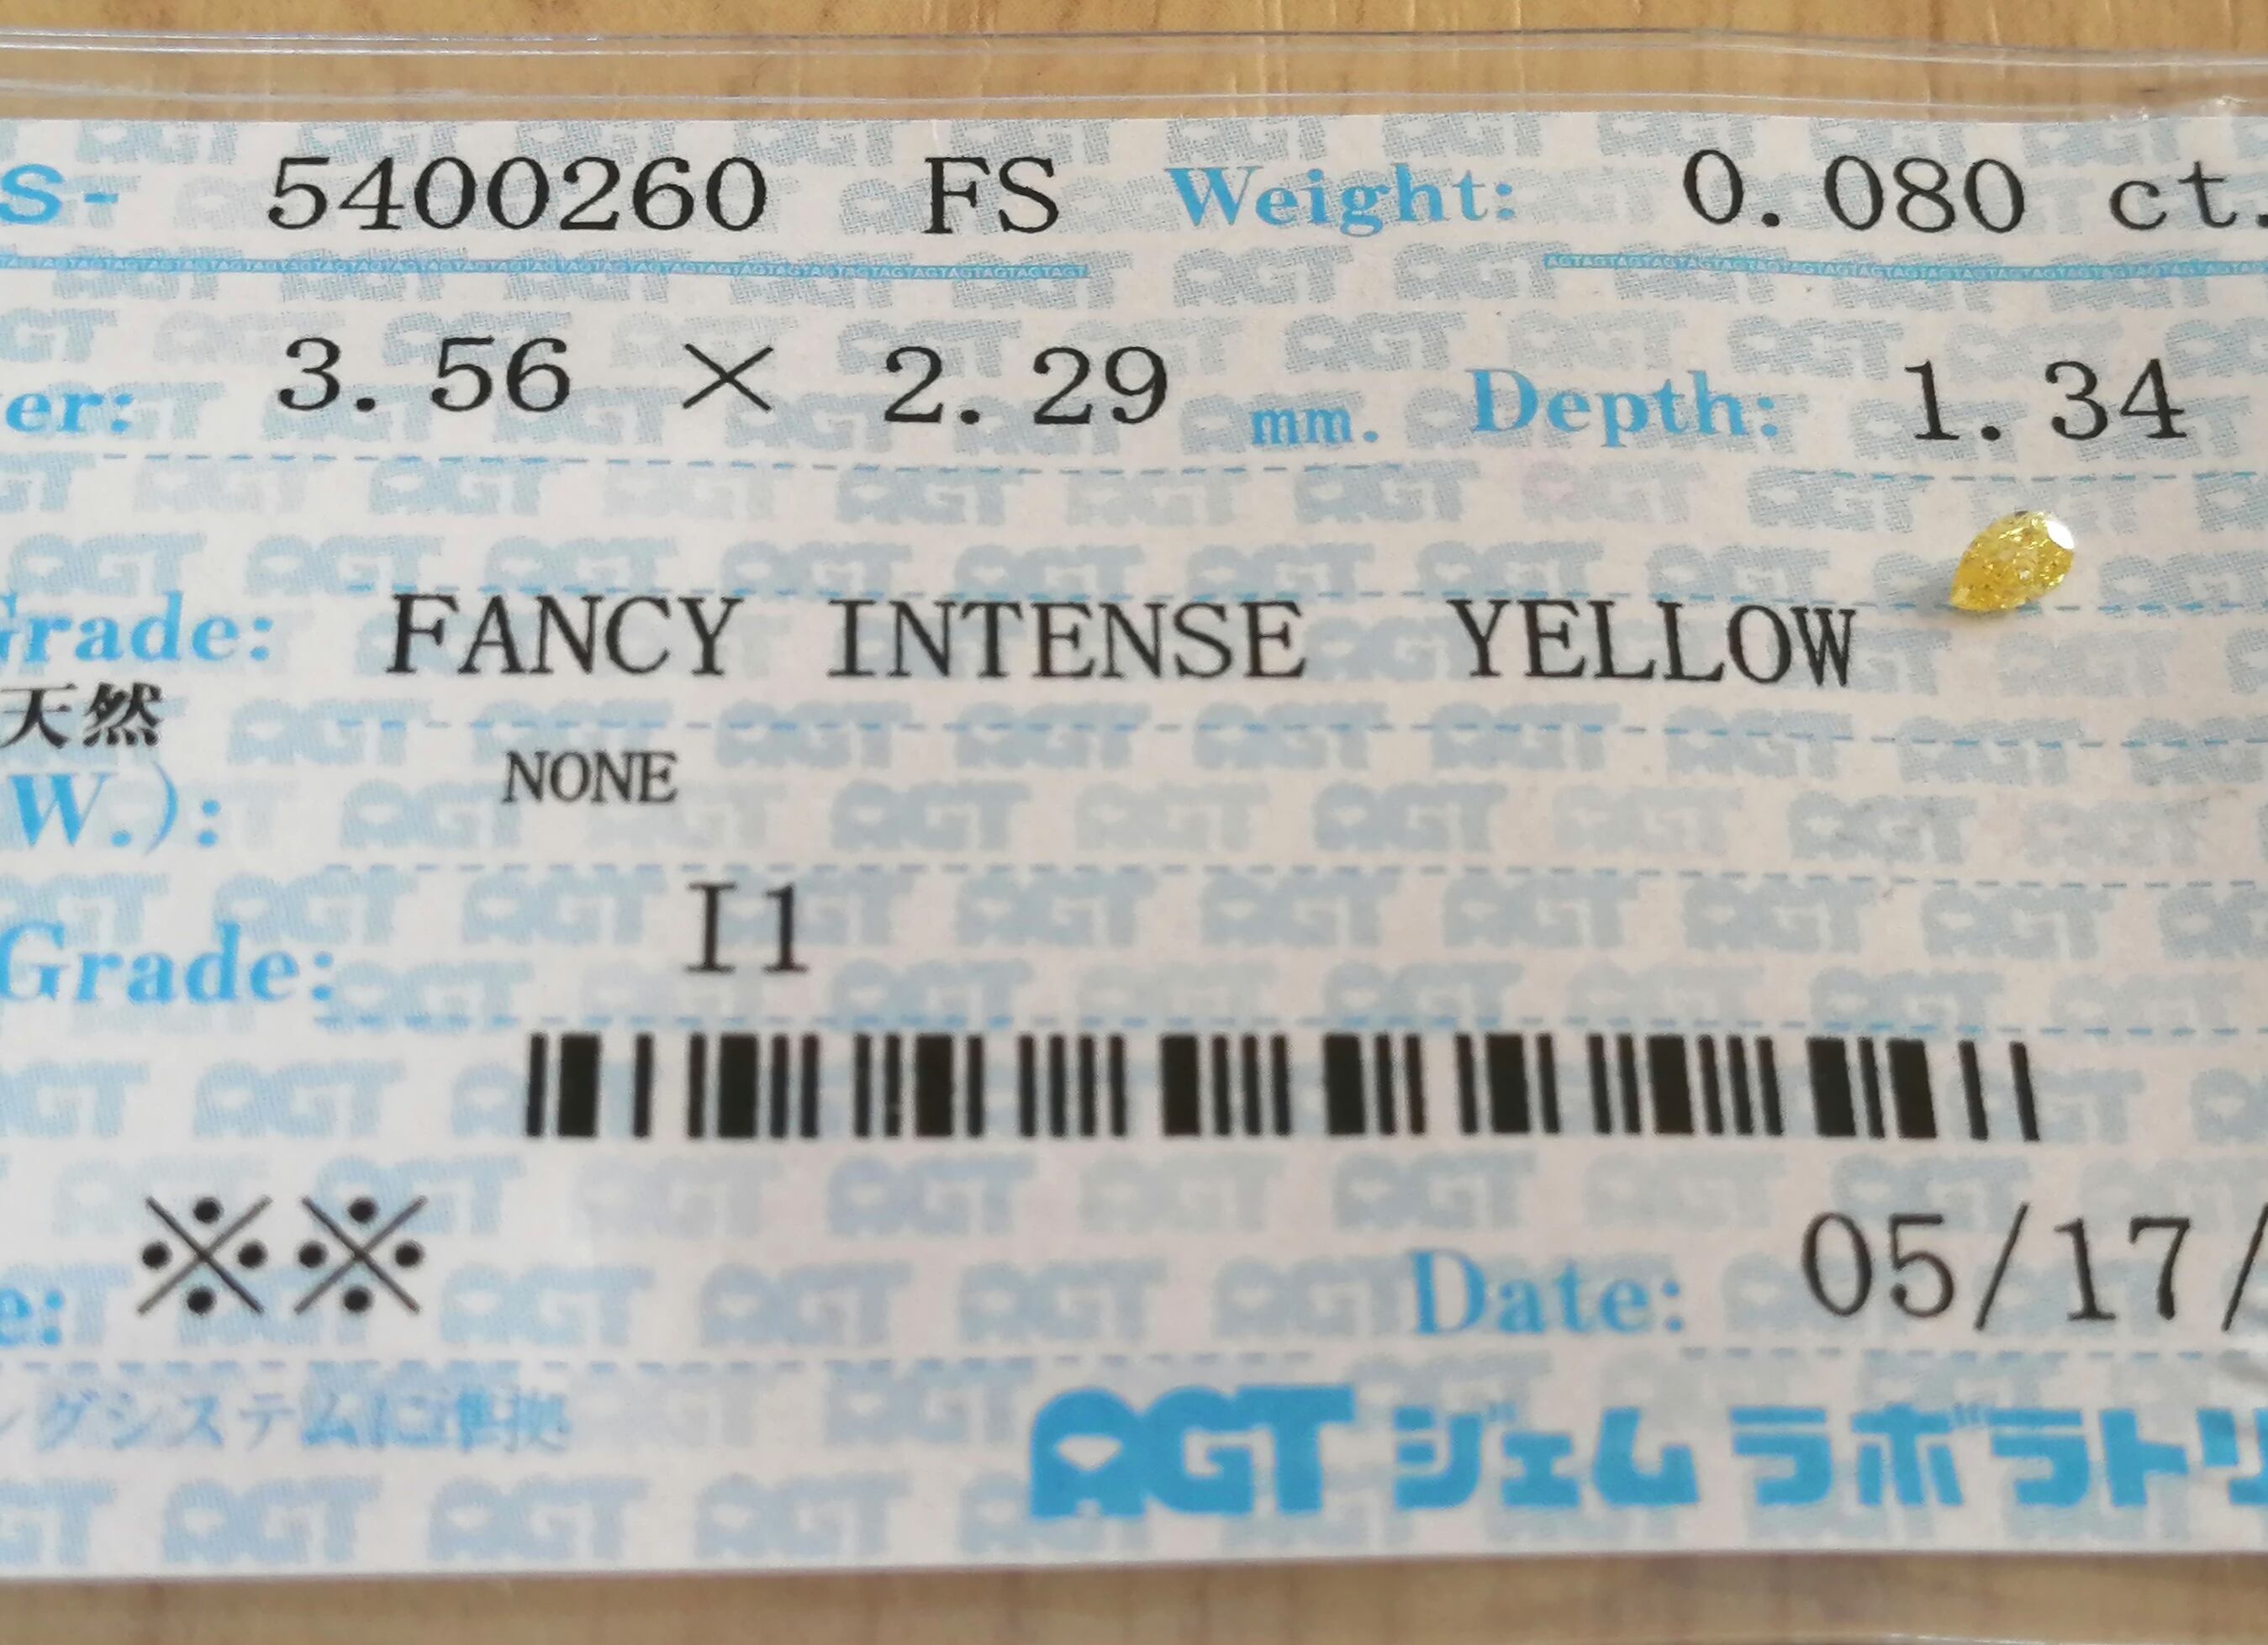 S- 5400260 FS Weight: 0.080 ct.
er: 3.56 × 2.29 mm. Depth: 1.34
Grade: FANCY INTENSE YELLOW
天然
W.): NONE
Grade: I1
e: ※※ Date: 05/17/
グシステムに準拠
AGT ジェムラボラトリ